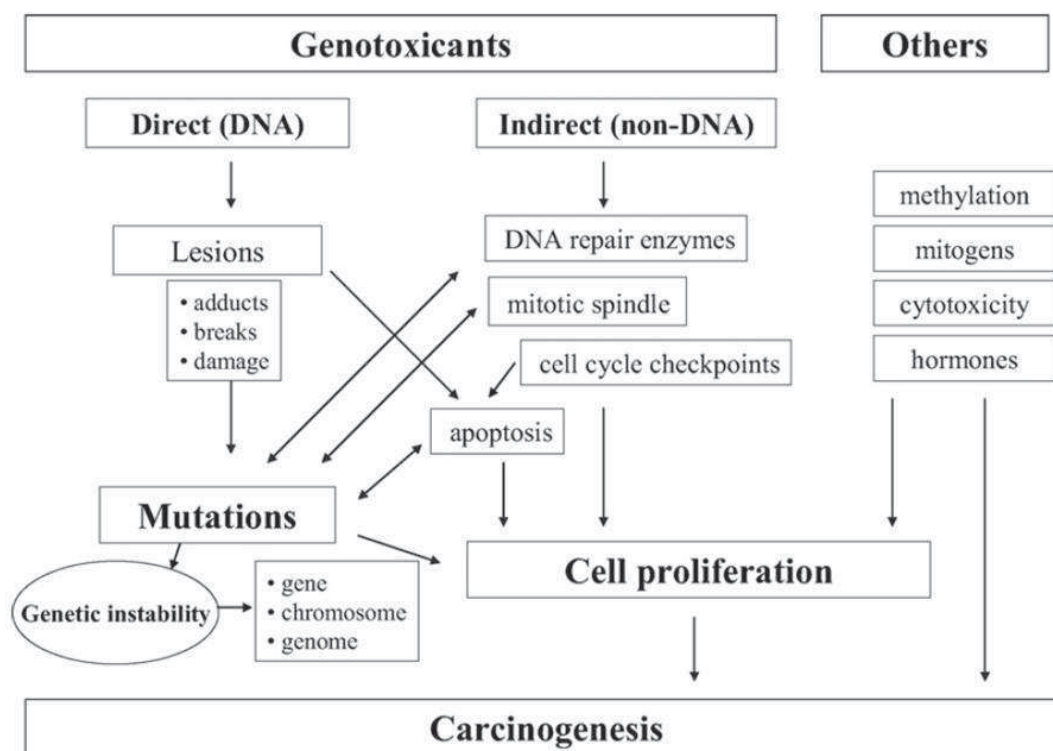 Genotoxicants
Others
Direct (DNA)
Indirect (non-DNA)
Lesions
• adducts
• breaks
• damage
DNA repair enzymes
mitotic spindle
cell cycle checkpoints
apoptosis
methylation
mitogens
cytotoxicity
hormones
Mutations
Cell proliferation
Genetic instability
• gene
• chromosome
• genome
Carcinogenesis